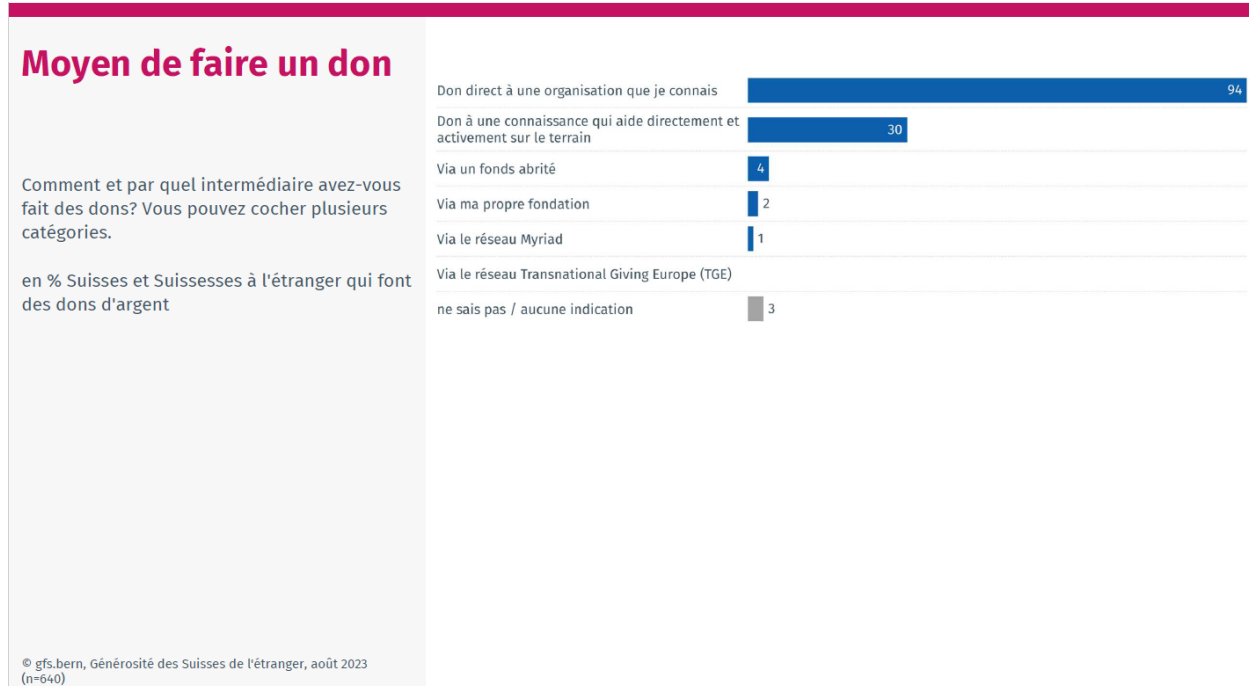 Moyen de faire un don
Comment et par quel intermédiaire avez-vous
fait des dons? Vous pouvez cocher plusieurs
catégories.
en % Suisses et Suissesses à l'étranger qui font
des dons d'argent
Don direct à une organisation que je connais 94
Don à une connaissance qui aide directement et
activement sur le terrain 30
Via un fonds abrité 4
Via ma propre fondation 2
Via le réseau Myriad 1
Via le réseau Transnational Giving Europe (TGE)
ne sais pas / aucune indication 3
© gfs.bern, Générosité des Suisses de l'étranger, août 2023
(n=640)